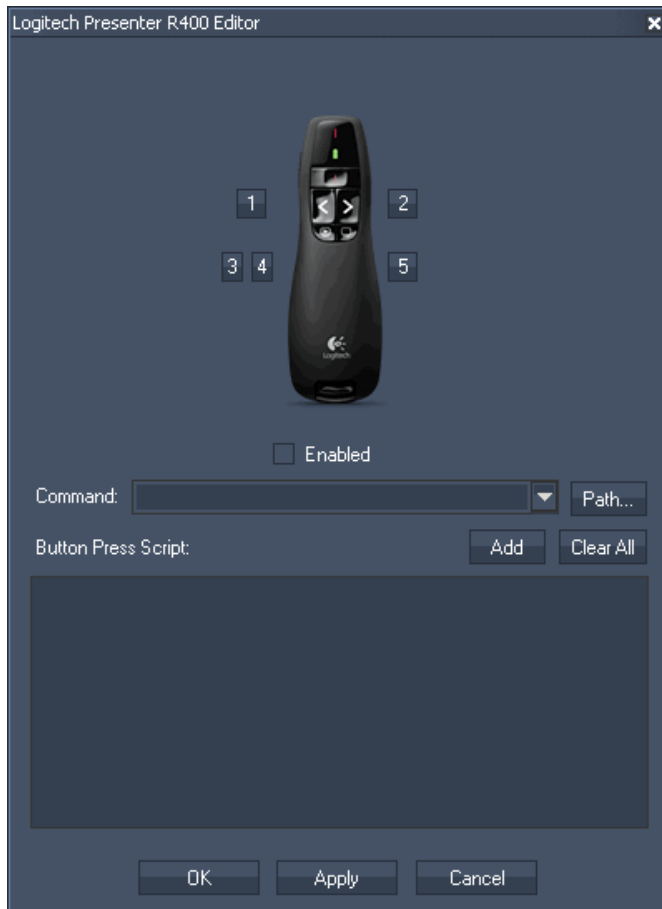 Logitech Presenter R400 Editor
1
2
3 4
5
Logitech
Enabled
Command:
Path...
Button Press Script:
Add
Clear All
OK
Apply
Cancel